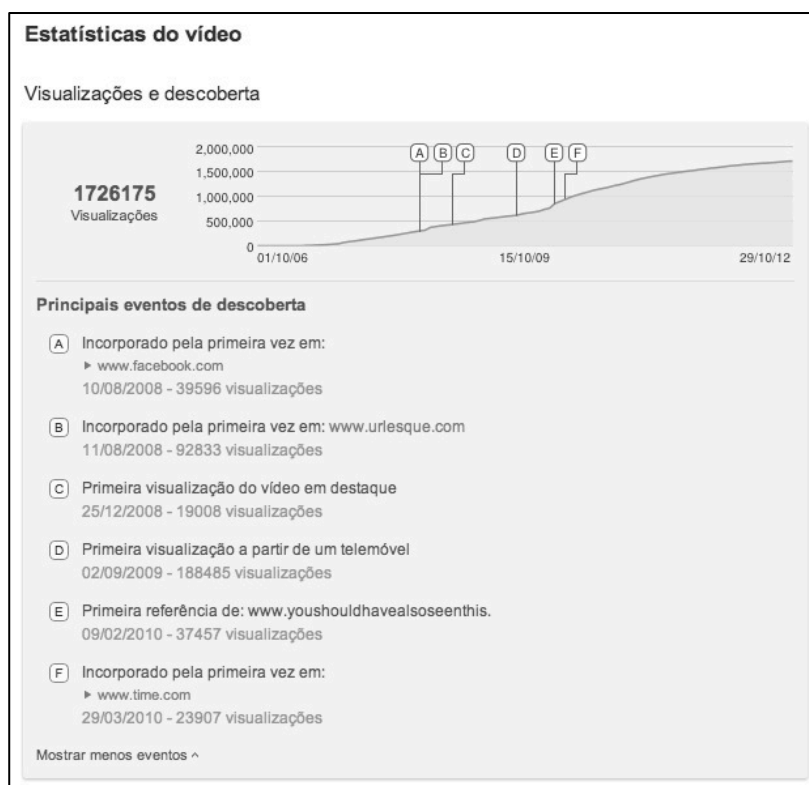 Estatísticas do vídeo
Visualizações e descoberta
1726175
Visualizações
2,000,000
1,500,000
1,000,000
500,000
0
A B C D E F
01/10/06 15/10/09 29/10/12
Principais eventos de descoberta
A Incorporado pela primeira vez em:
▶ www.facebook.com
10/08/2008 - 39596 visualizações
B Incorporado pela primeira vez em: www.urlesque.com
11/08/2008 - 92833 visualizações
C Primeira visualização do vídeo em destaque
25/12/2008 - 19008 visualizações
D Primeira visualização a partir de um telemóvel
02/09/2009 - 188485 visualizações
E Primeira referência de: www.youshouldhavealsoseenthis.
09/02/2010 - 37457 visualizações
F Incorporado pela primeira vez em:
▶ www.time.com
29/03/2010 - 23907 visualizações
Mostrar menos eventos ^